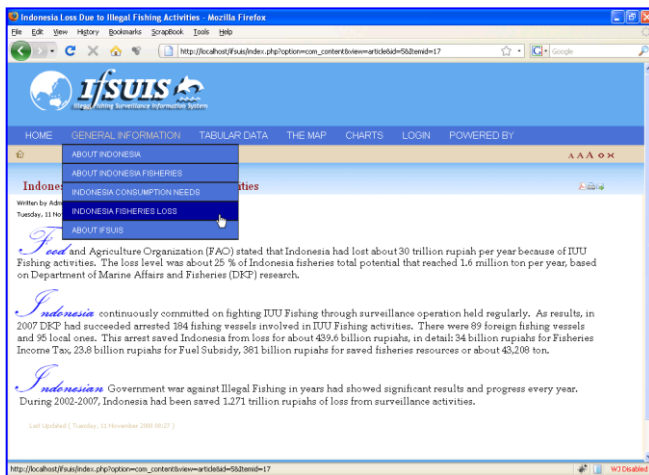 Indonesia Loss Due to Illegal Fishing Activities - Mozilla Firefox
File Edit View History Bookmarks ScrapBook Tools Help
http://localhost/ifsuis/index.php?option=com_content&view=article&id=58&Itemid=17
Google
Ifsuis
Illegal Fishing Surveillance Information System
HOME GENERAL INFORMATION TABULAR DATA THE MAP CHARTS LOGIN POWERED BY
A A A
ABOUT INDONESIA
ABOUT INDONESIA FISHERIES
Indones ities
INDONESIA CONSUMPTION NEEDS
Written by Adm
INDONESIA FISHERIES LOSS
Tuesday, 11 No
ABOUT IFSUIS
Food and Agriculture Organization (FAO) stated that Indonesia had lost about 30 trillion rupiah per year because of IUU
Fishing activities. The loss level was about 25 % of Indonesia fisheries total potential that reached 1.6 million ton per year, based
on Department of Marine Affairs and Fisheries (DKP) research.
Indonesia continuously committed on fighting IUU Fishing through surveillance operation held regularly. As results, in
2007 DKP had succeeded arrested 184 fishing vessels involved in IUU Fishing activities. There were 89 foreign fishing vessels
and 95 local ones. This arrest saved Indonesia from loss for about 439.6 billion rupiahs, in detail: 34 billion rupiahs for Fisheries
Income Tax, 23.8 billion rupiahs for Fuel Subsidy, 381 billion rupiahs for saved fisheries resources or about 43,208 ton.
Indonesian Government war against Illegal Fishing in years had showed significant results and progress every year.
During 2002-2007, Indonesia had been saved 1.271 trillion rupiahs of loss from surveillance activities.
Last Updated ( Tuesday, 11 November 2008 08:27 )
http://localhost/ifsuis/index.php?option=com_content&view=article&id=58&Itemid=17
WJ Disabled